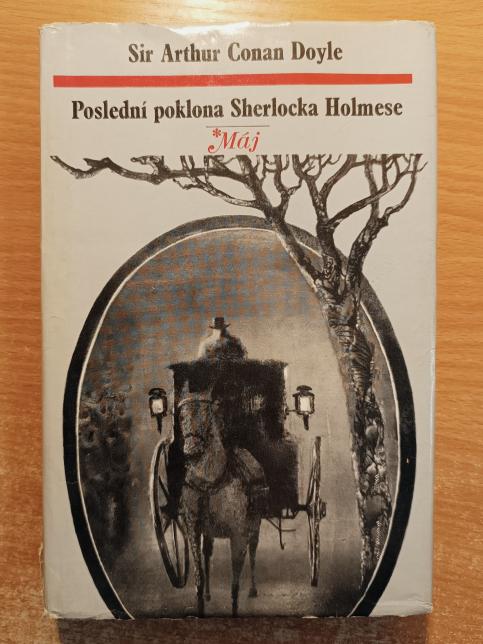 Sir Arthur Conan Doyle
Poslední poklona Sherlocka Holmese
*Máj